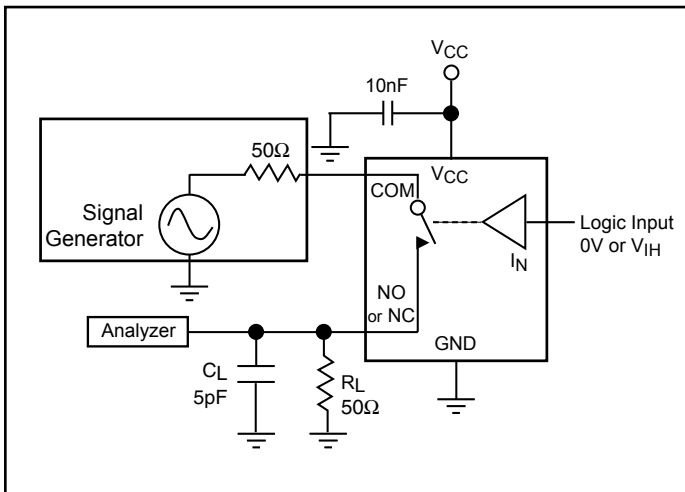 VCC
10nF
50Ω
VCC
COM
Signal
Generator
Logic Input
0V or VIH
IN
NO
or NC
Analyzer
GND
CL
5pF
RL
50Ω